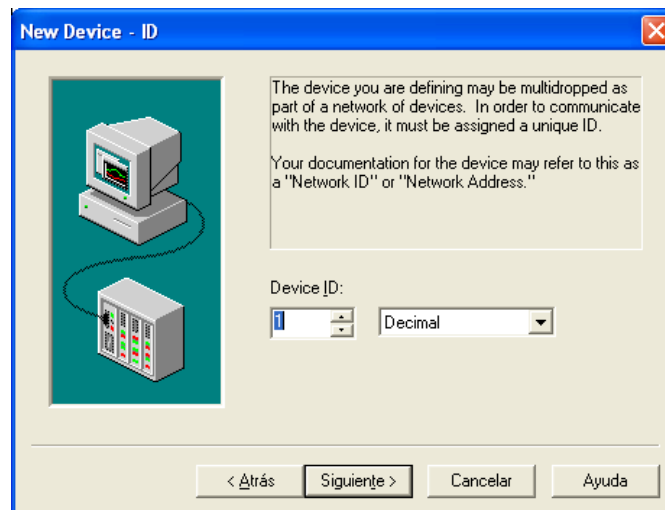 New Device - ID
The device you are defining may be multidropped as
part of a network of devices. In order to communicate
with the device, it must be assigned a unique ID.
Your documentation for the device may refer to this as
a "Network ID" or "Network Address."
Device ID:
1 Decimal
< Atrás Siguiente > Cancelar Ayuda